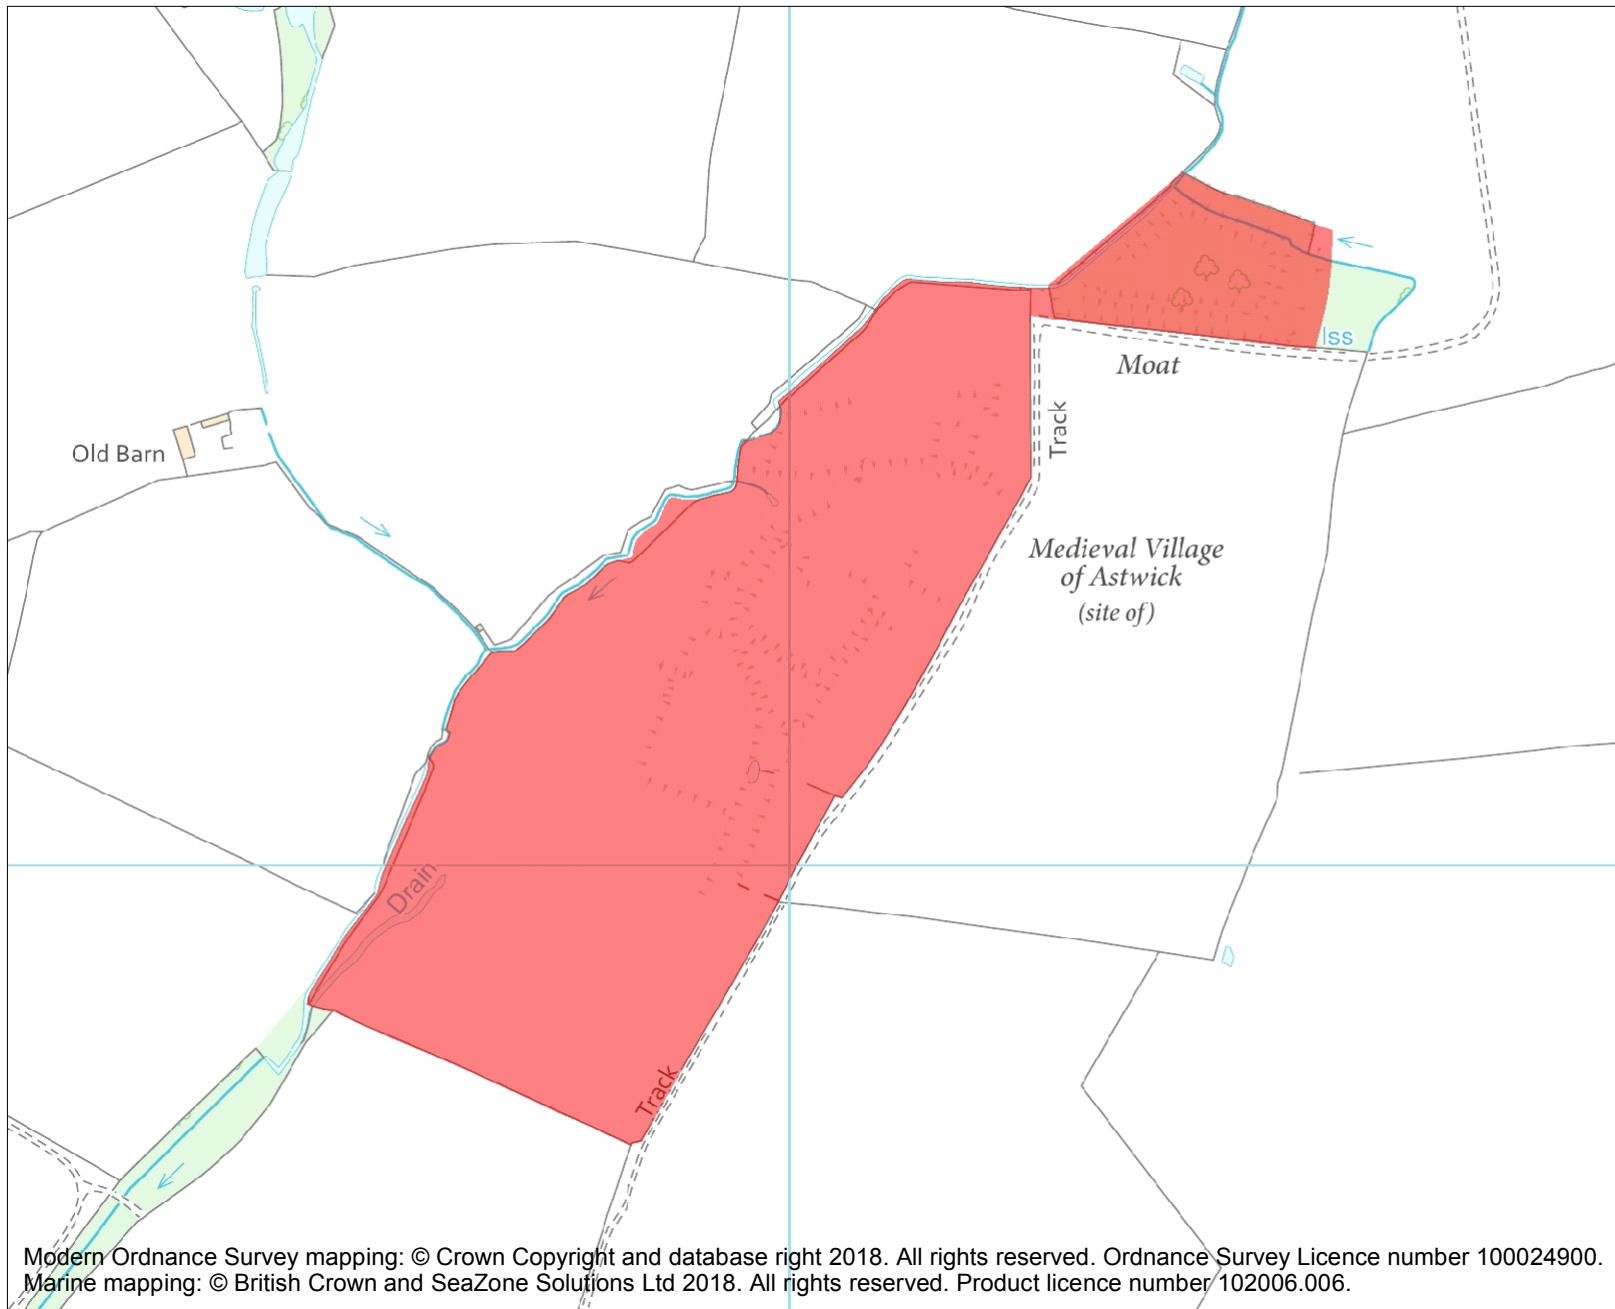 Iss
Moat
Track
Old Barn
Medieval Village
of Astwick
(site of)
Drain
Track
Modern Ordnance Survey mapping: © Crown Copyright and database right 2018. All rights reserved. Ordnance Survey Licence number 100024900.
Marine mapping: © British Crown and SeaZone Solutions Ltd 2018. All rights reserved. Product licence number 102006.006.